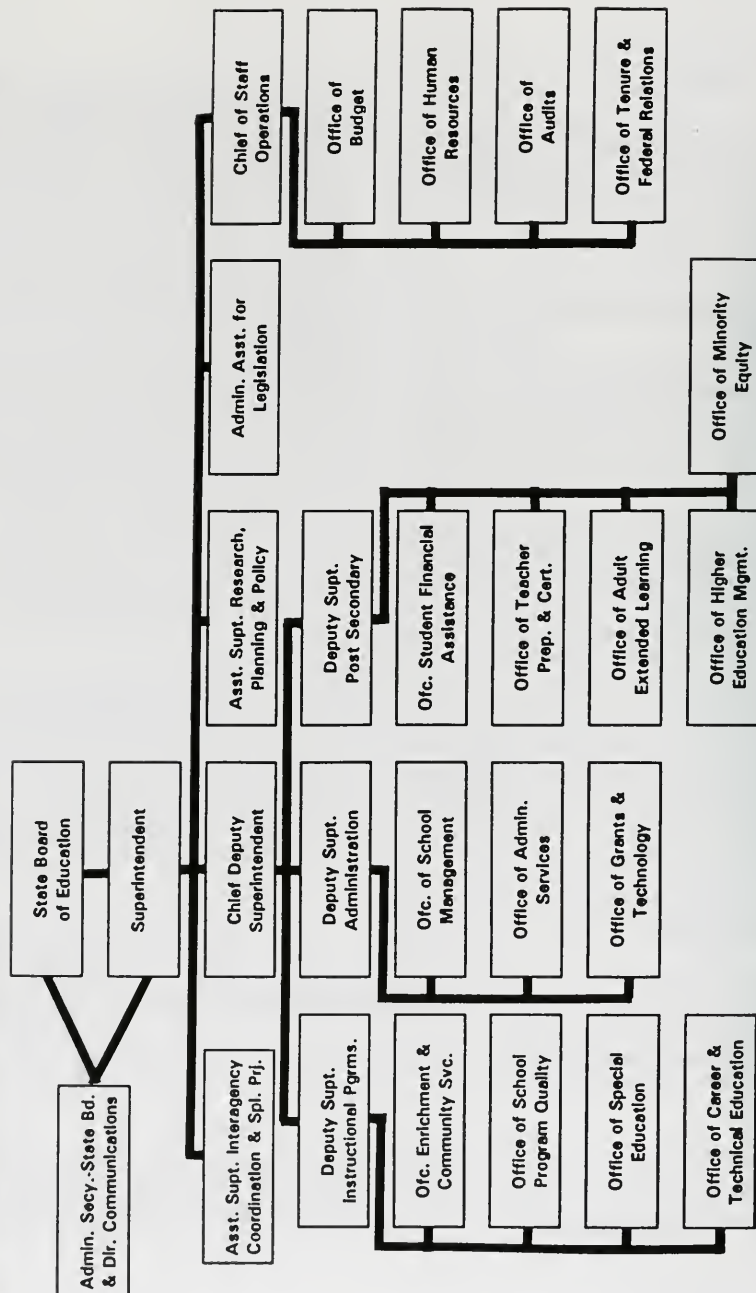 State Board
of Education
Superintendent
Admin. Secy.-State Bd.
& Dir. Communications
Asst. Supt. Interagency
Coordination & Spl. Prj.
Chief Deputy
Superintendent
Asst. Supt. Research,
Planning & Policy
Admin. Asst. for
Legislation
Chief of Staff
Operations
Deputy Supt.
Instructional Pgrms.
Ofc. Enrichment &
Community Svc.
Office of School
Program Quality
Office of Special
Education
Office of Career &
Technical Education
Deputy Supt.
Administration
Ofc. of School
Management
Office of Admin.
Services
Office of Grants &
Technology
Deputy Supt.
Post Secondary
Ofc. Student Financial
Assistance
Office of Teacher
Prep. & Cert.
Office of Adult
Extended Learning
Office of Higher
Education Mgmt.
Office of Minority
Equity
Office of
Budget
Office of Human
Resources
Office of
Audits
Office of Tenure &
Federal Relations